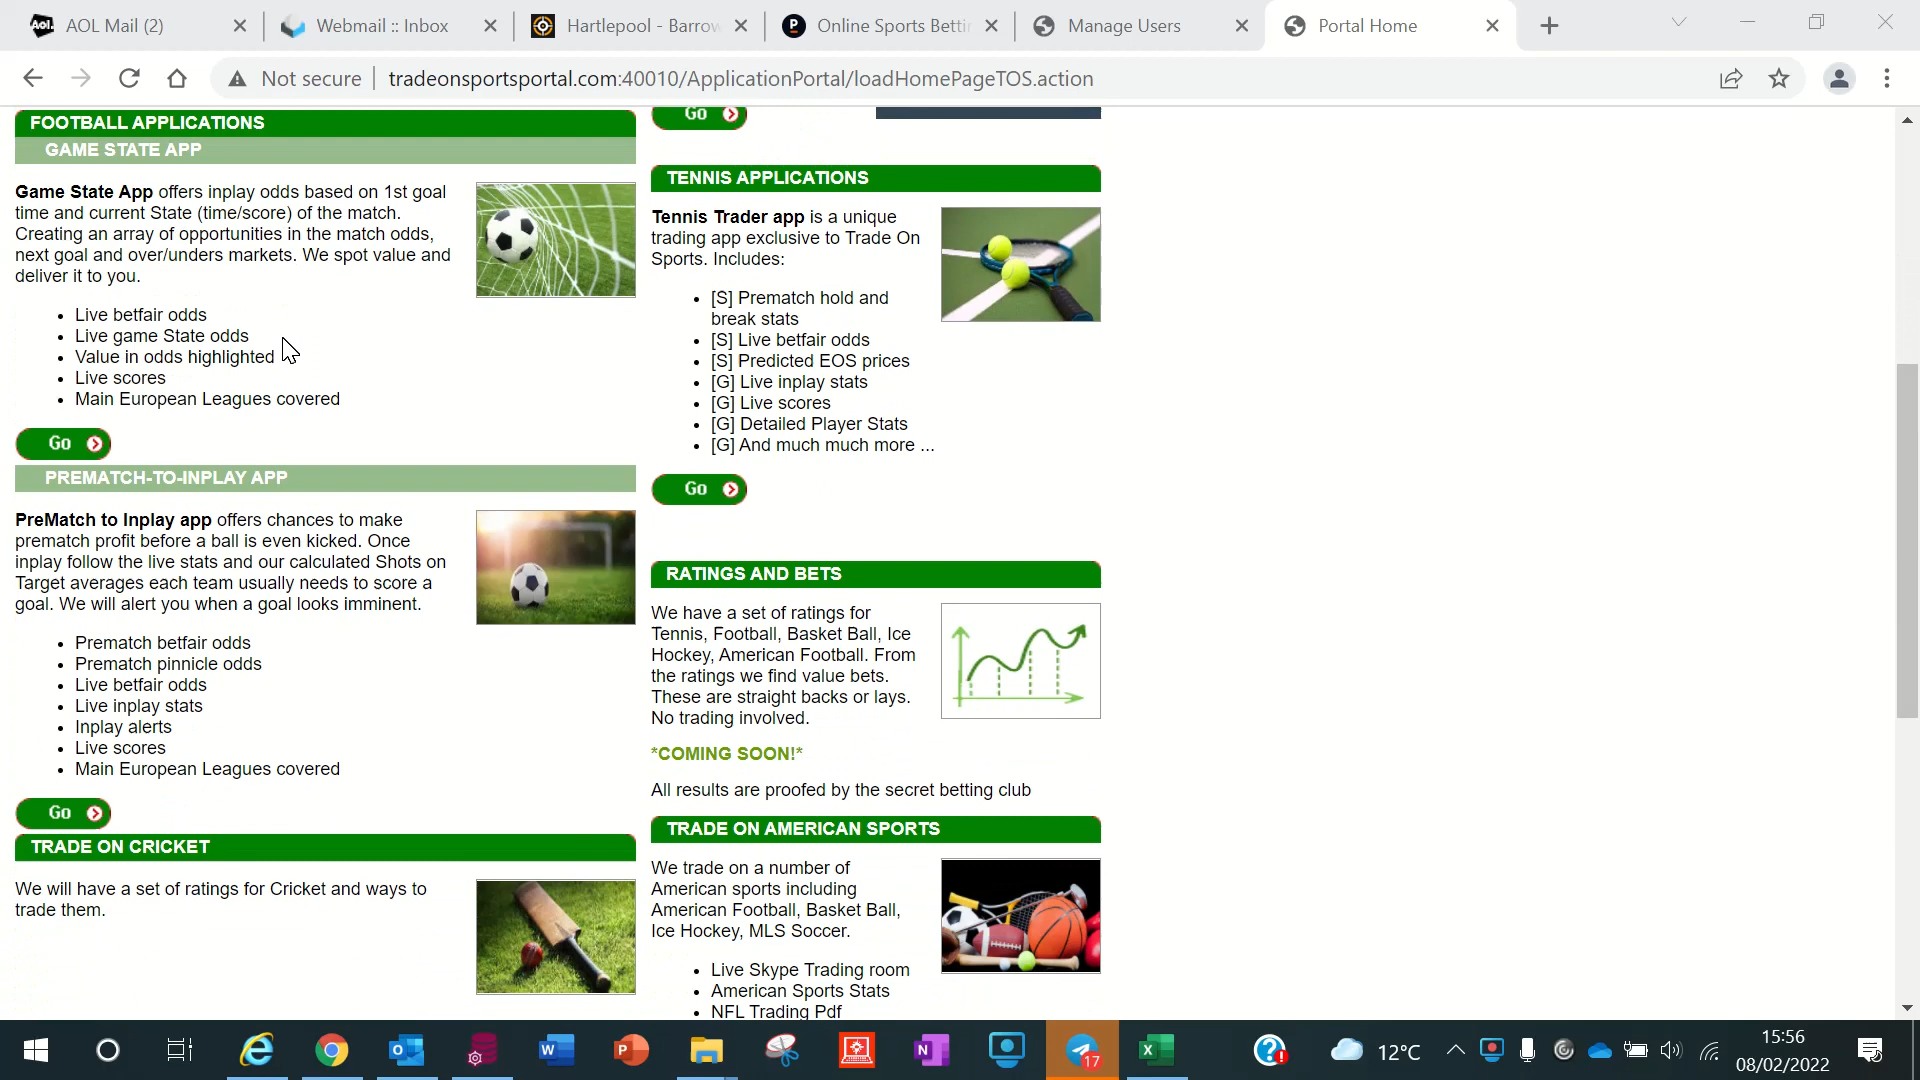 AOL Mail (2)
Webmail :: Inbox
Hartlepool - Barrow
Online Sports Betti
Manage Users
Portal Home
Not secure
tradeonsportsportal.com:40010/ApplicationPortal/loadHomePageTOS.action
FOOTBALL APPLICATIONS
GAME STATE APP
Game State App offers inplay odds based on 1st goal
time and current State (time/score) of the match.
Creating an array of opportunities in the match odds,
next goal and over/unders markets. We spot value and
deliver it to you.
• Live betfair odds
• Live game State odds
• Value in odds highlighted
• Live scores
• Main European Leagues covered
Go
PREMATCH-TO-INPLAY APP
PreMatch to Inplay app offers chances to make
prematch profit before a ball is even kicked. Once
inplay follow the live stats and our calculated Shots on
Target averages each team usually needs to score a
goal. We will alert you when a goal looks imminent.
• Prematch betfair odds
• Prematch pinnicle odds
• Live betfair odds
• Live inplay stats
• Inplay alerts
• Live scores
• Main European Leagues covered
Go
TRADE ON CRICKET
We will have a set of ratings for Cricket and ways to
trade them.
Go
TENNIS APPLICATIONS
Tennis Trader app is a unique
trading app exclusive to Trade On
Sports. Includes:
• [S] Prematch hold and
break stats
• [S] Live betfair odds
• [S] Predicted EOS prices
• [G] Live inplay stats
• [G] Live scores
• [G] Detailed Player Stats
• [G] And much much more ...
Go
RATINGS AND BETS
We have a set of ratings for
Tennis, Football, Basket Ball, Ice
Hockey, American Football. From
the ratings we find value bets.
These are straight backs or lays.
No trading involved.
*COMING SOON!*
All results are proofed by the secret betting club
TRADE ON AMERICAN SPORTS
We trade on a number of
American sports including
American Football, Basket Ball,
Ice Hockey, MLS Soccer.
• Live Skype Trading room
• American Sports Stats
• NFL Trading Pdf
17
12°C
15:56
08/02/2022